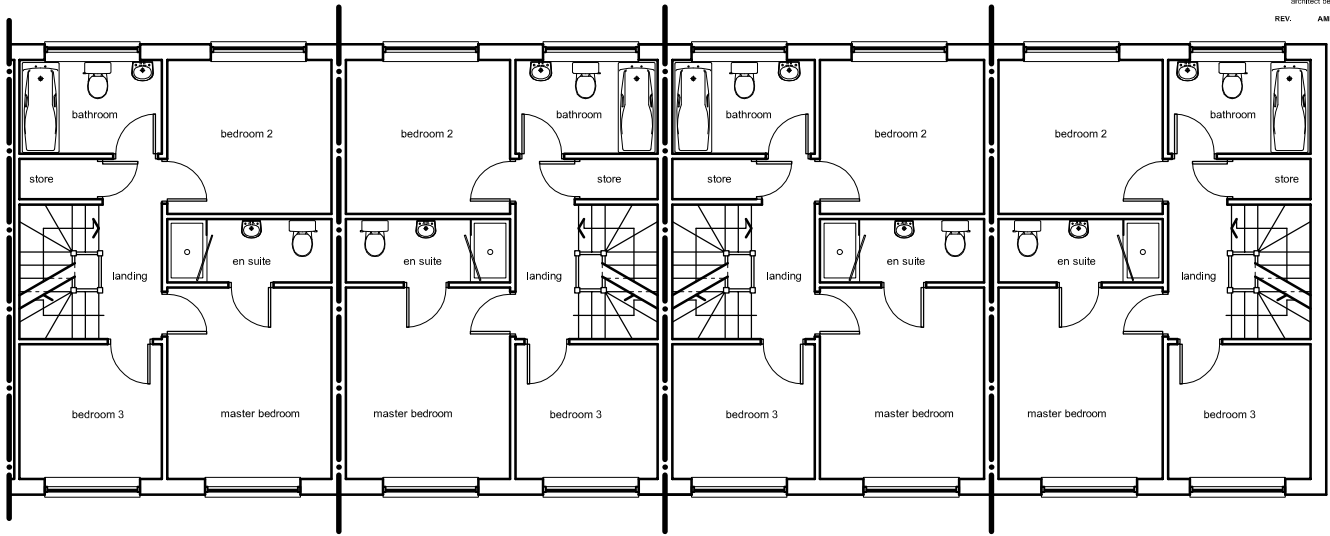 architect be
REV. AM
bathroom
bedroom 2
store
landing
en suite
bedroom 3
master bedroom
bedroom 2
bathroom
store
en suite
landing
master bedroom
bedroom 3
bathroom
bedroom 2
store
landing
en suite
bedroom 3
master bedroom
bedroom 2
bathroom
store
en suite
landing
master bedroom
bedroom 3